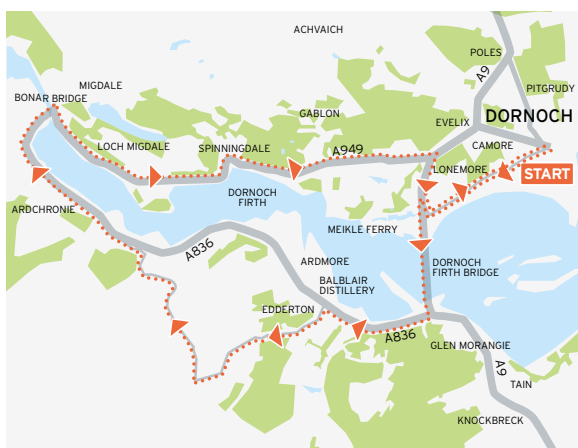 ACHVAICH
POLES
A9
MIGDALE
PITGRUDY
BONAR BRIDGE
GABLON
DORNOCH
EVELIX
LOCH MIGDALE
SPINNINGDALE
A949
CAMORE
LONEMORE
START
DORNOCH
FIRTH
ARDCHRONIE
MEIKLE FERRY
A836
ARDMORE
DORNOCH
FIRTH BRIDGE
BALBLAIR
DISTILLERY
EDDERTON
A836
GLEN MORANGIE
A9
TAIN
KNOCKBRECK